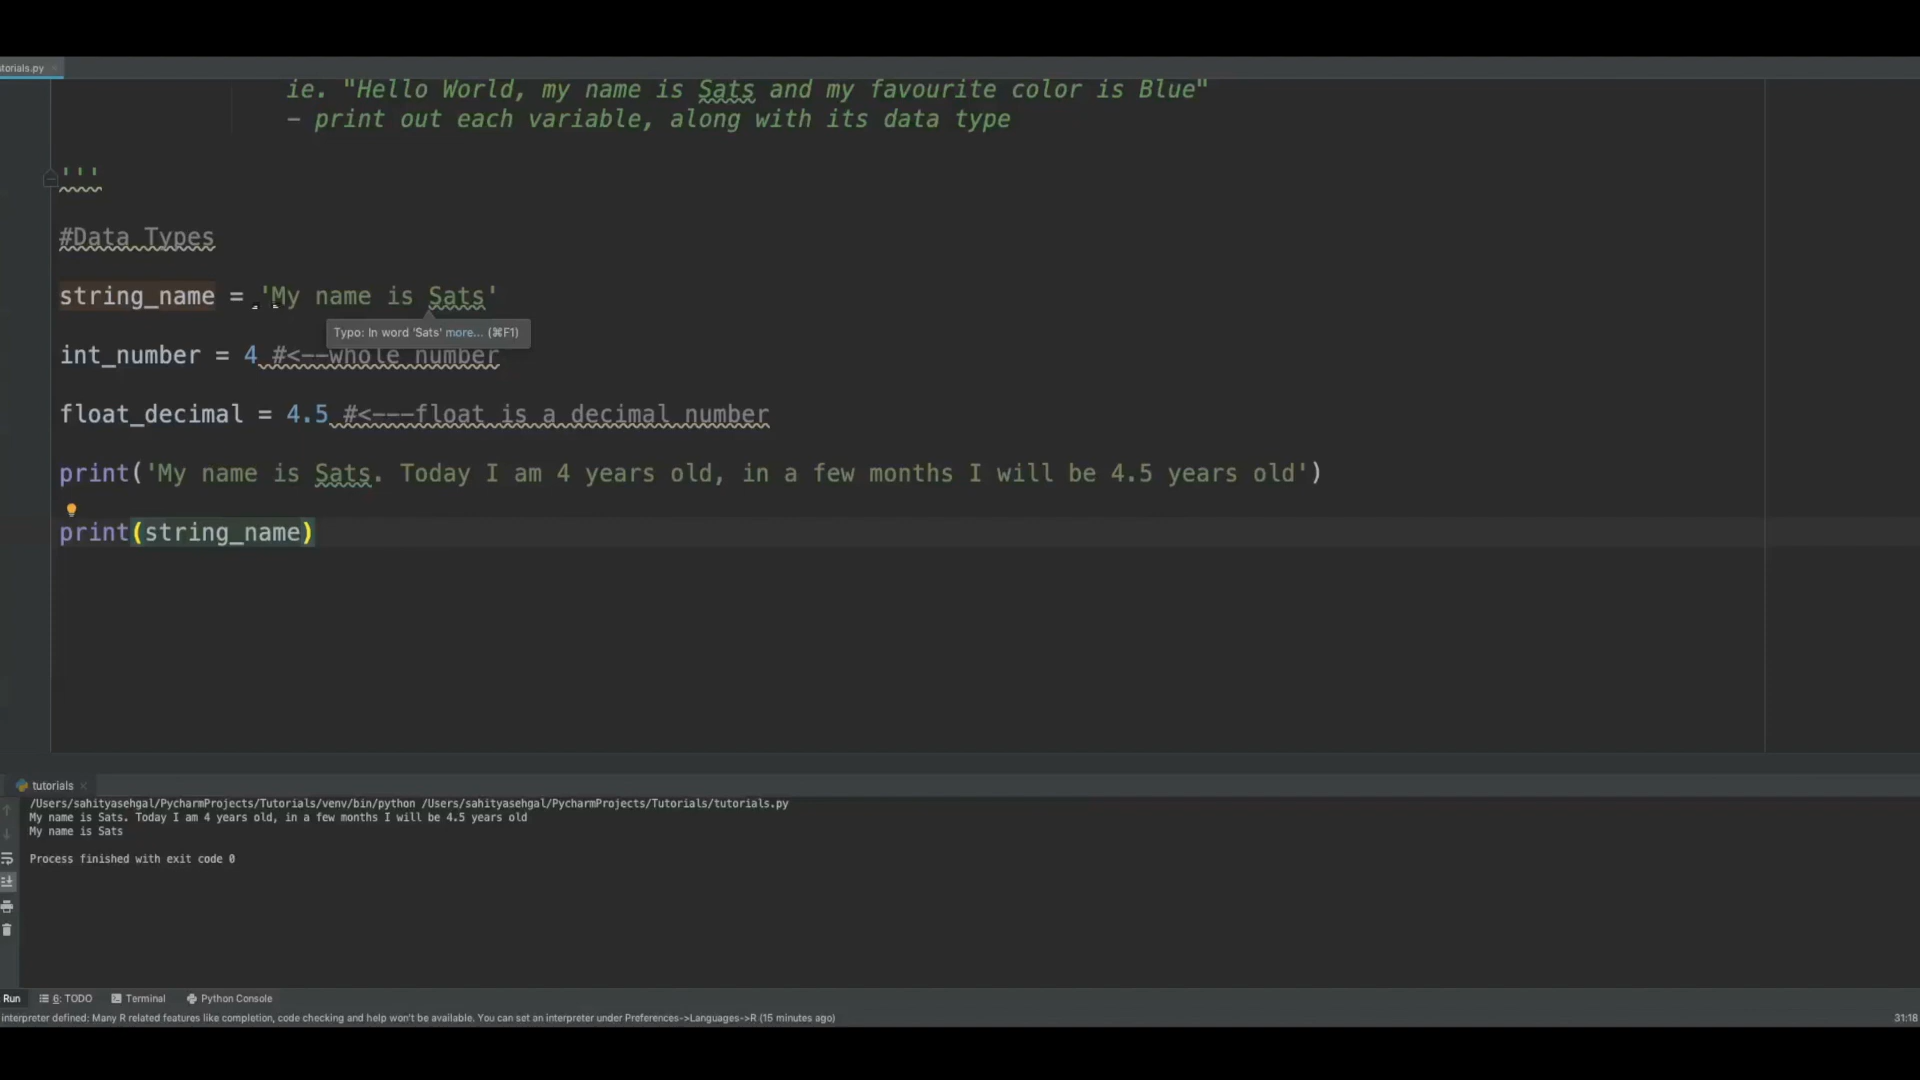 torials.py
ie. "Hello World, my name is Sats and my favourite color is Blue"
- print out each variable, along with its data type
'''
#Data Types
string_name = 'My name is Sats'
Typo: In word 'Sats' more... (⌘F1)
int_number = 4 #<--whole number
float_decimal = 4.5 #<---float is a decimal number
print('My name is Sats. Today I am 4 years old, in a few months I will be 4.5 years old')
print(string_name)
tutorials
/Users/sahityasehgal/PycharmProjects/Tutorials/venv/bin/python /Users/sahityasehgal/PycharmProjects/Tutorials/tutorials.py
My name is Sats. Today I am 4 years old, in a few months I will be 4.5 years old
My name is Sats
Process finished with exit code 0
Run 6: TODO Terminal Python Console
interpreter defined: Many R related features like completion, code checking and help won't be available. You can set an interpreter under Preferences->Languages->R (15 minutes ago) 31:18